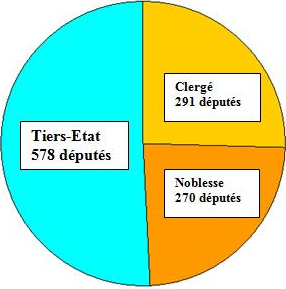 Clergé
291 députés
Tiers-Etat
578 députés
Noblesse
270 députés